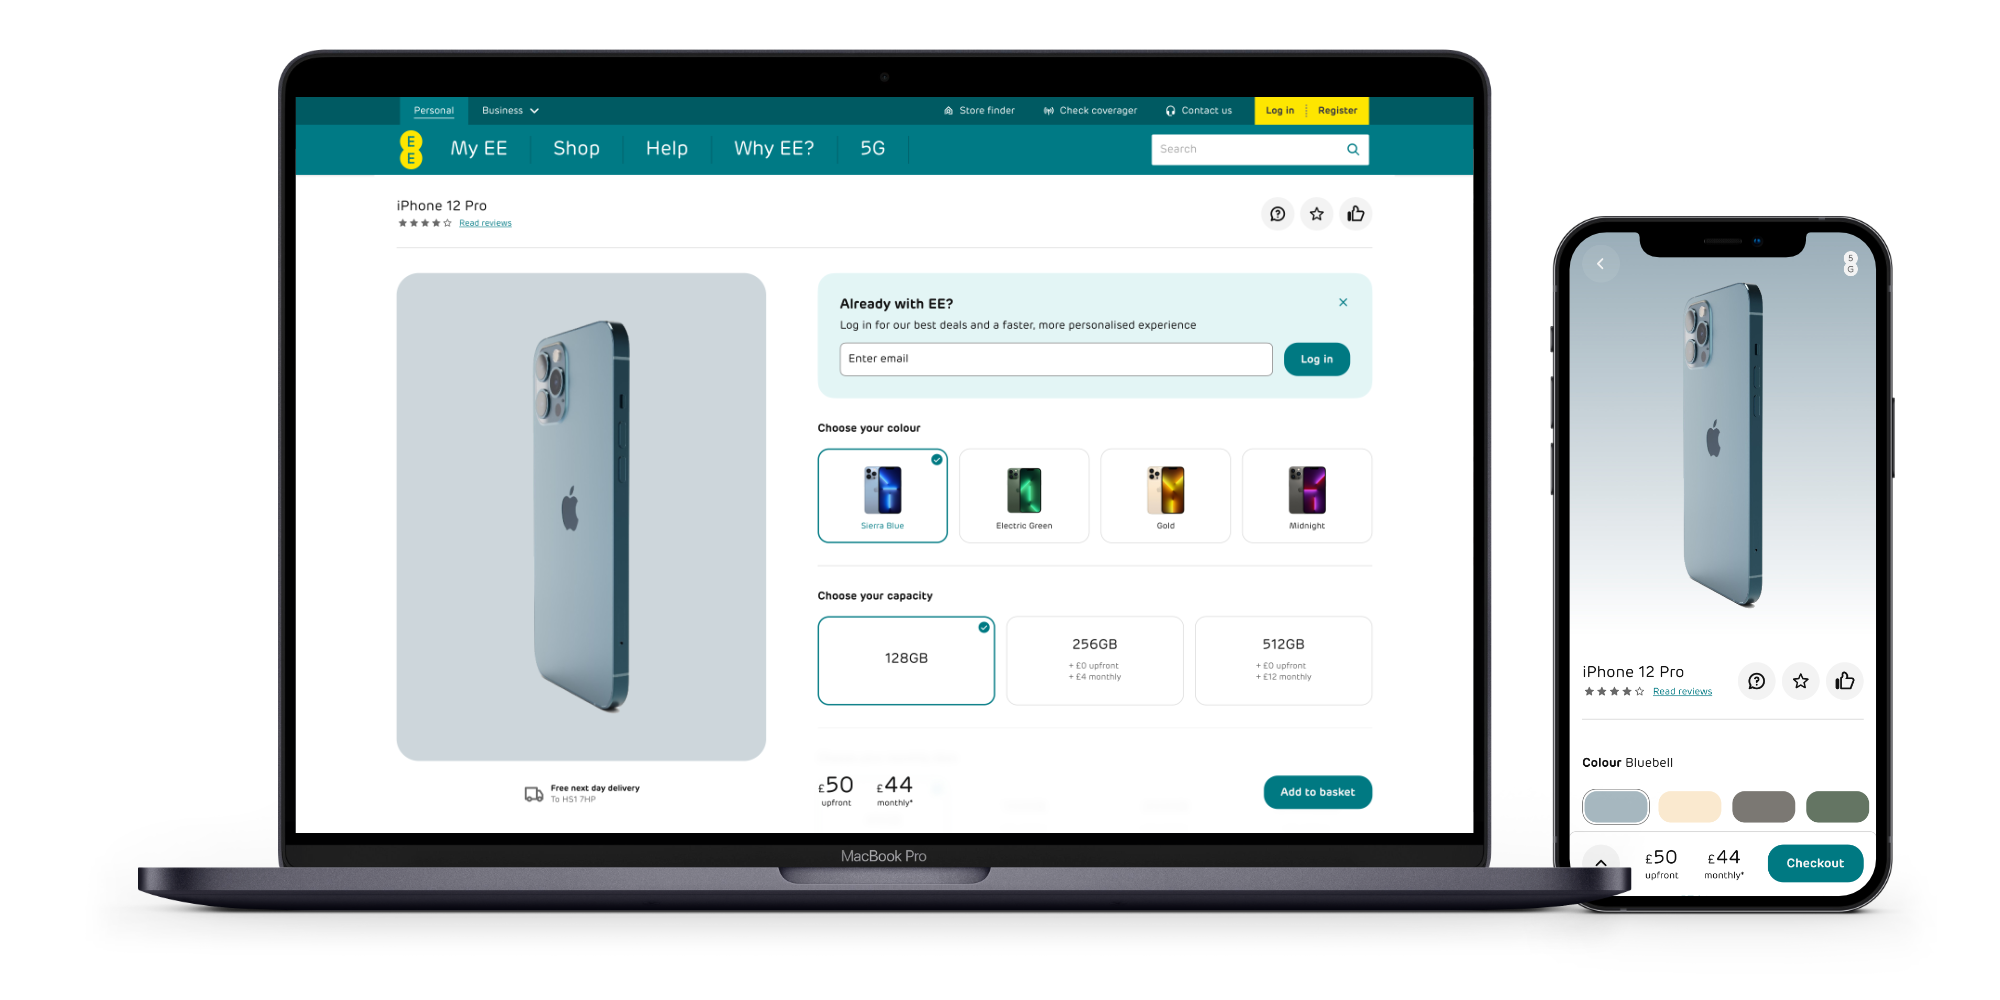 Personal
Business
Store finder
Check coverager
Contact us
Log in
Register
E
E
My EE
Shop
Help
Why EE?
5G
Search
iPhone 12 Pro
Read reviews
Already with EE?
Log in for our best deals and a faster, more personalised experience
Enter email
Log in
Choose your colour
Sierra Blue
Electric Green
Gold
Midnight
Choose your capacity
128GB
256GB
+ £0 upfront
+ £4 monthly
512GB
+ £0 upfront
+ £12 monthly
Free next day delivery
To HS1 7HP
£50
upfront
£44
monthly*
Add to basket
MacBook Pro
5
G
iPhone 12 Pro
Read reviews
Colour Bluebell
£50
upfront
£44
monthly*
Checkout